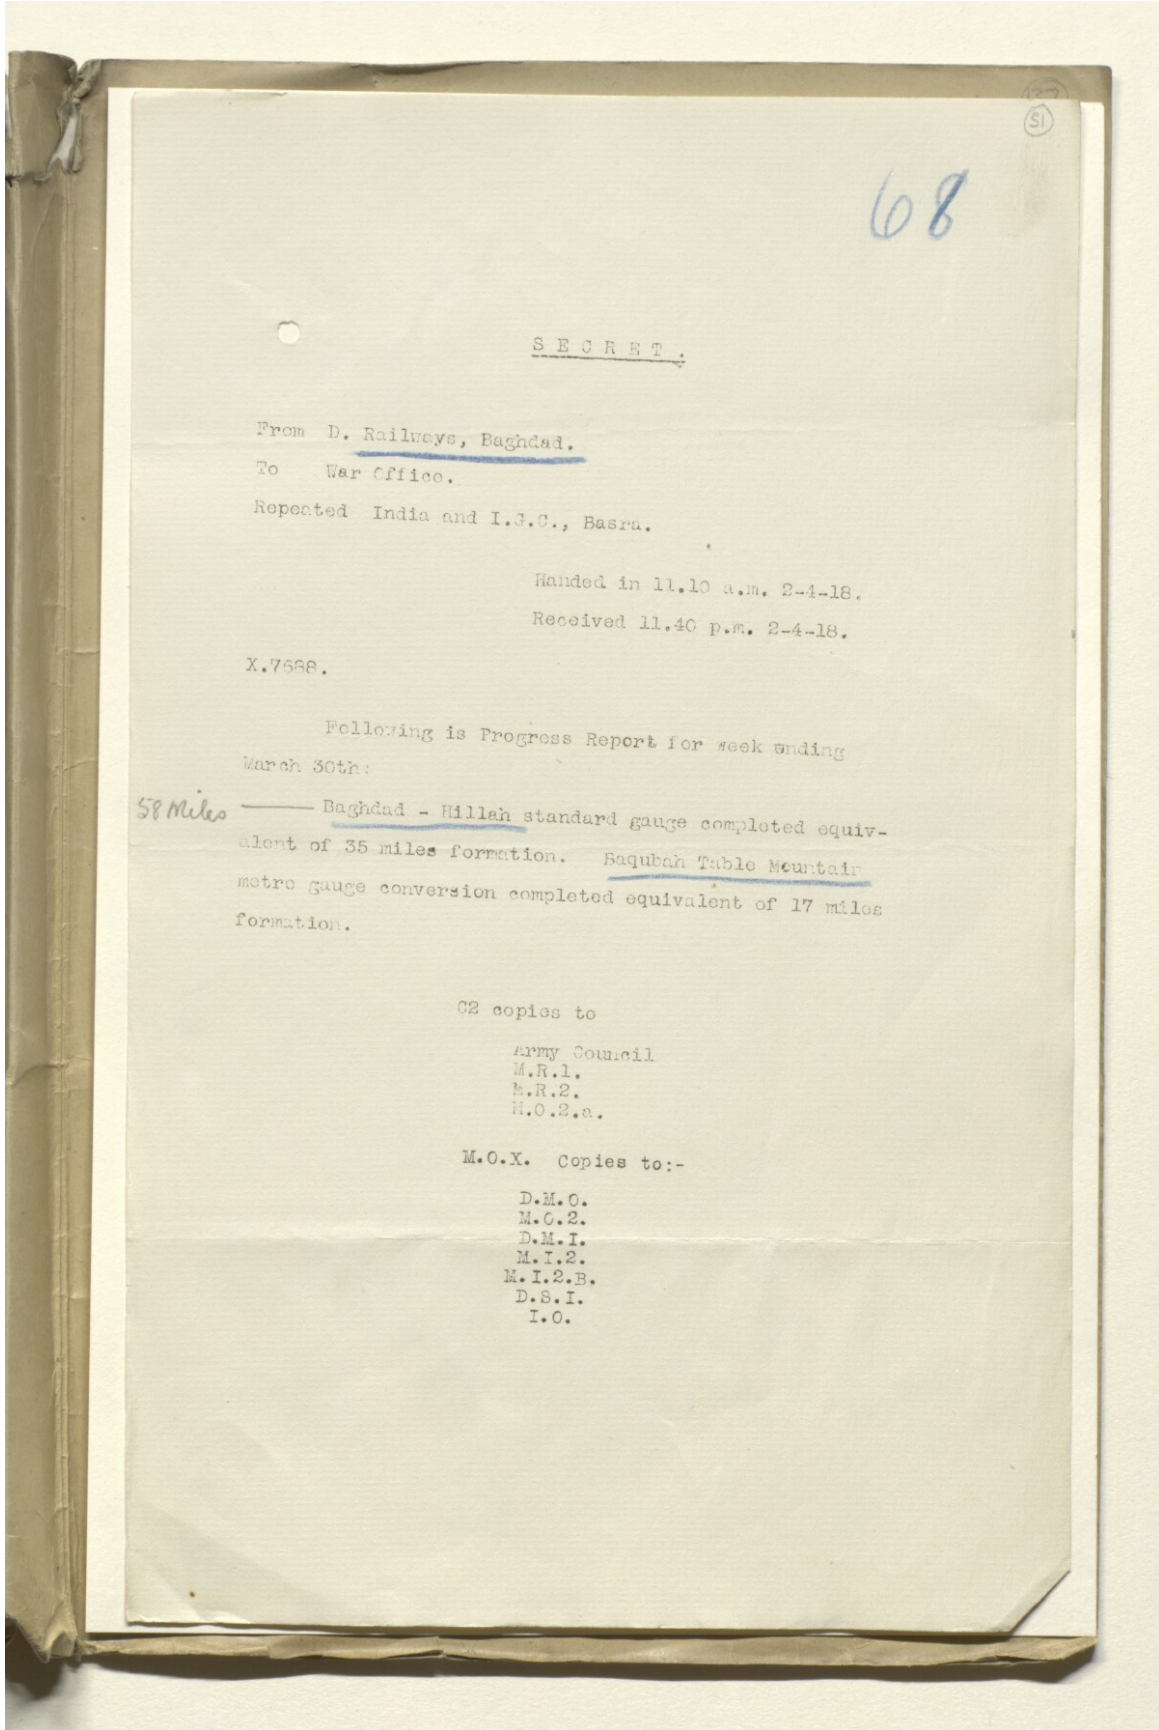 51
68
SECRET.
From D. Railways, Baghdad.
To War Office.
Repeated India and I.G.C., Basra.
Handed in 11.10 a.m. 2-4-18.
Received 11.40 p.m. 2-4-18.
X.7688.
Following is Progress Report for week ending
March 30th:
58 Miles Baghdad - Hillah standard gauge completed equiv-
alent of 35 miles formation. Baqubah Table Mountain
metre gauge conversion completed equivalent of 17 miles
formation.
C2 copies to
Army Council
M.R.1.
M.R.2.
M.O.2.a.
M.O.X. Copies to:-
D.M.O.
M.O.2.
D.M.I.
M.I.2.
M.I.2.B.
D.S.I.
I.O.